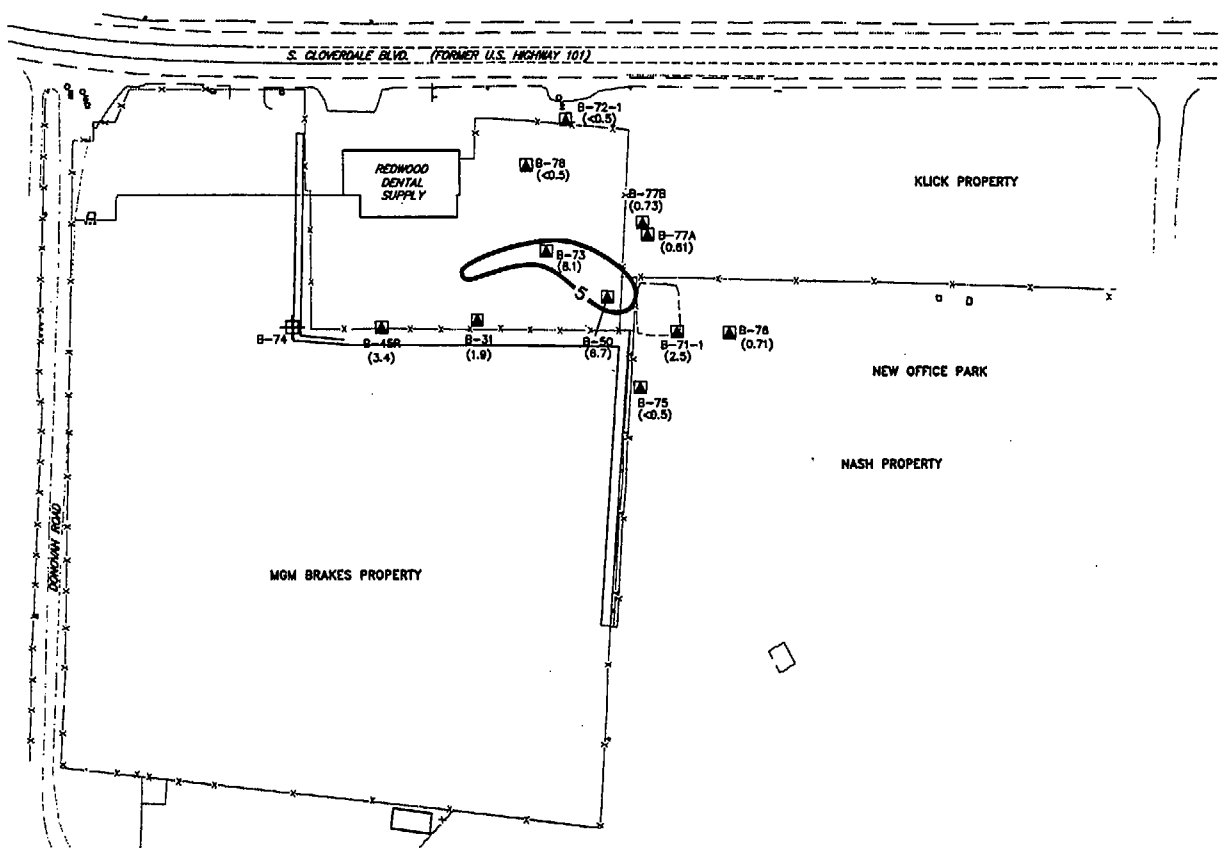 S. CLOVERDALE BLVD. (FORMER U.S. HIGHWAY 101)
B-72-1
(<0.5)
B-78
(<0.5)
REDWOOD
DENTAL
SUPPLY
KLICK PROPERTY
B-77B
(0.73)
B-77A
(0.61)
B-73
(6.1)
5
B-74
B-45R
(3.4)
B-31
(1.9)
B-50
(6.7)
B-71-1
(2.5)
B-76
(0.71)
NEW OFFICE PARK
B-75
(<0.5)
NASH PROPERTY
DONOVAN ROAD
MGM BRAKES PROPERTY